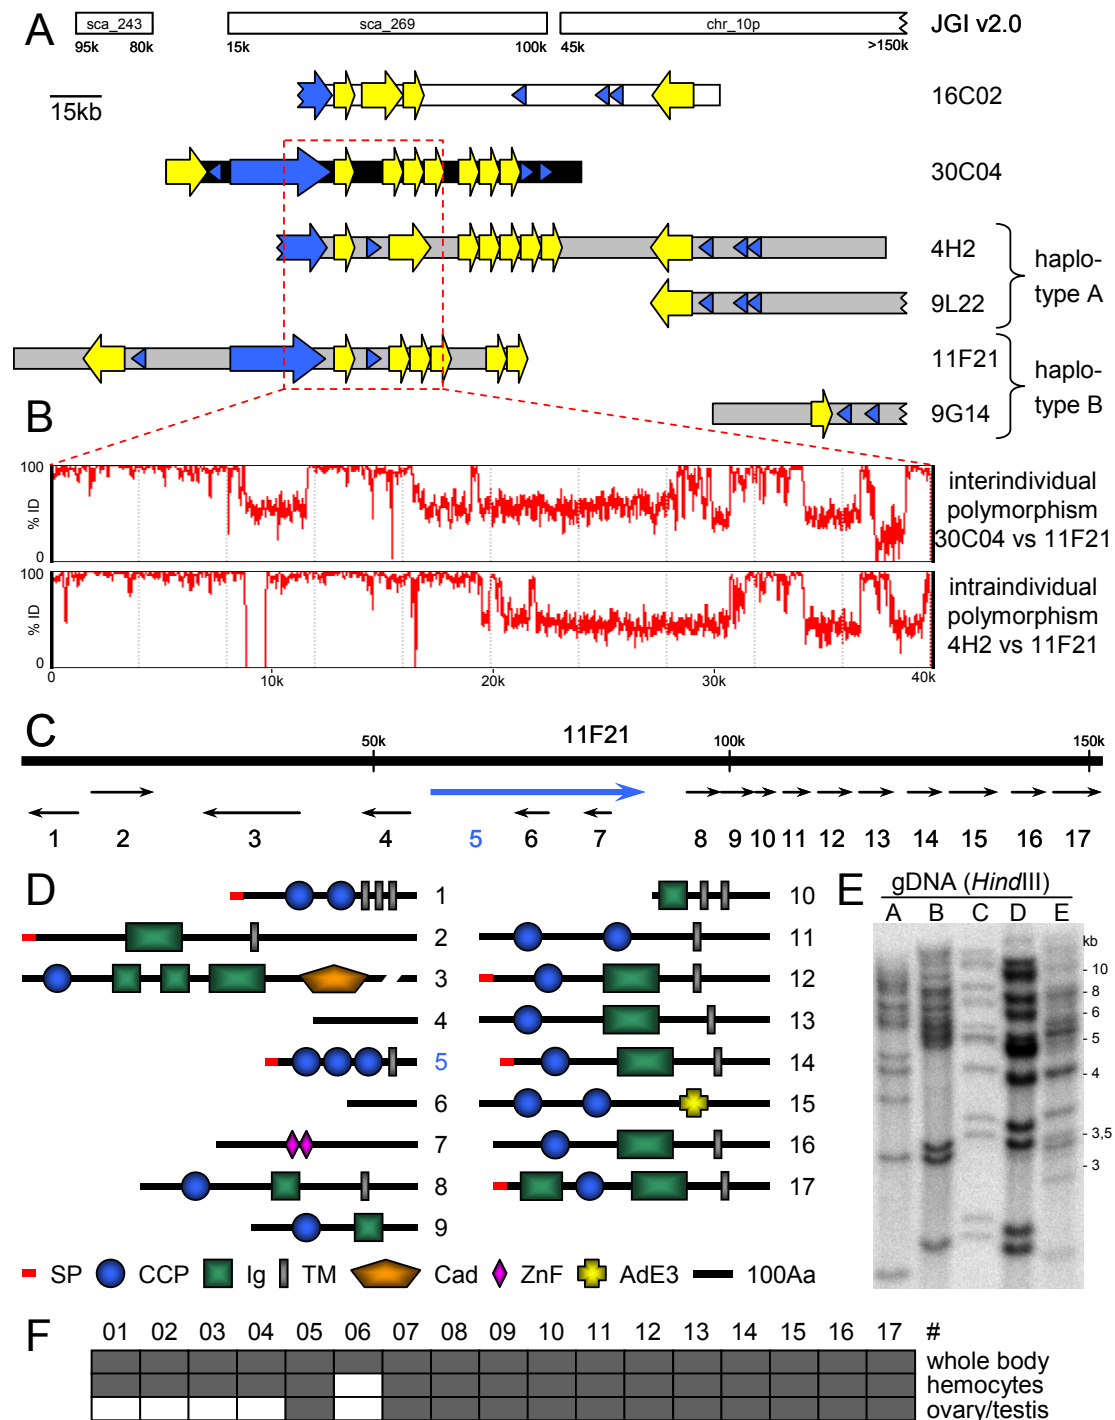 A
sca_243
sca_269
chr_10p
JGI v2.0
95k
80k
15k
100k
45k
>150k
15kb
16C02
30C04
4H2
9L22
haplo-
type A
11F21
9G14
haplo-
type B
B
100
% ID
0
interindividual
polymorphism
30C04 vs 11F21
100
% ID
0
intraindividual
polymorphism
4H2 vs 11F21
10k
20k
30k
40k
C
11F21
50k
100k
150k
1 2 3 4 5 6 7 8 9 10 11 12 13 14 15 16 17
D
1
2
3
4
5
6
7
8
9
10
11
12
13
14
15
16
17
SP CCP Ig TM Cad ZnF AdE3 100Aa
E
gDNA (HindIII)
A B C D E
kb
- 10
- 8
- 6
- 5
- 4
- 3,5
- 3
F
01 02 03 04 05 06 07 08 09 10 11 12 13 14 15 16 17 #
whole body
hemocytes
ovary/testis